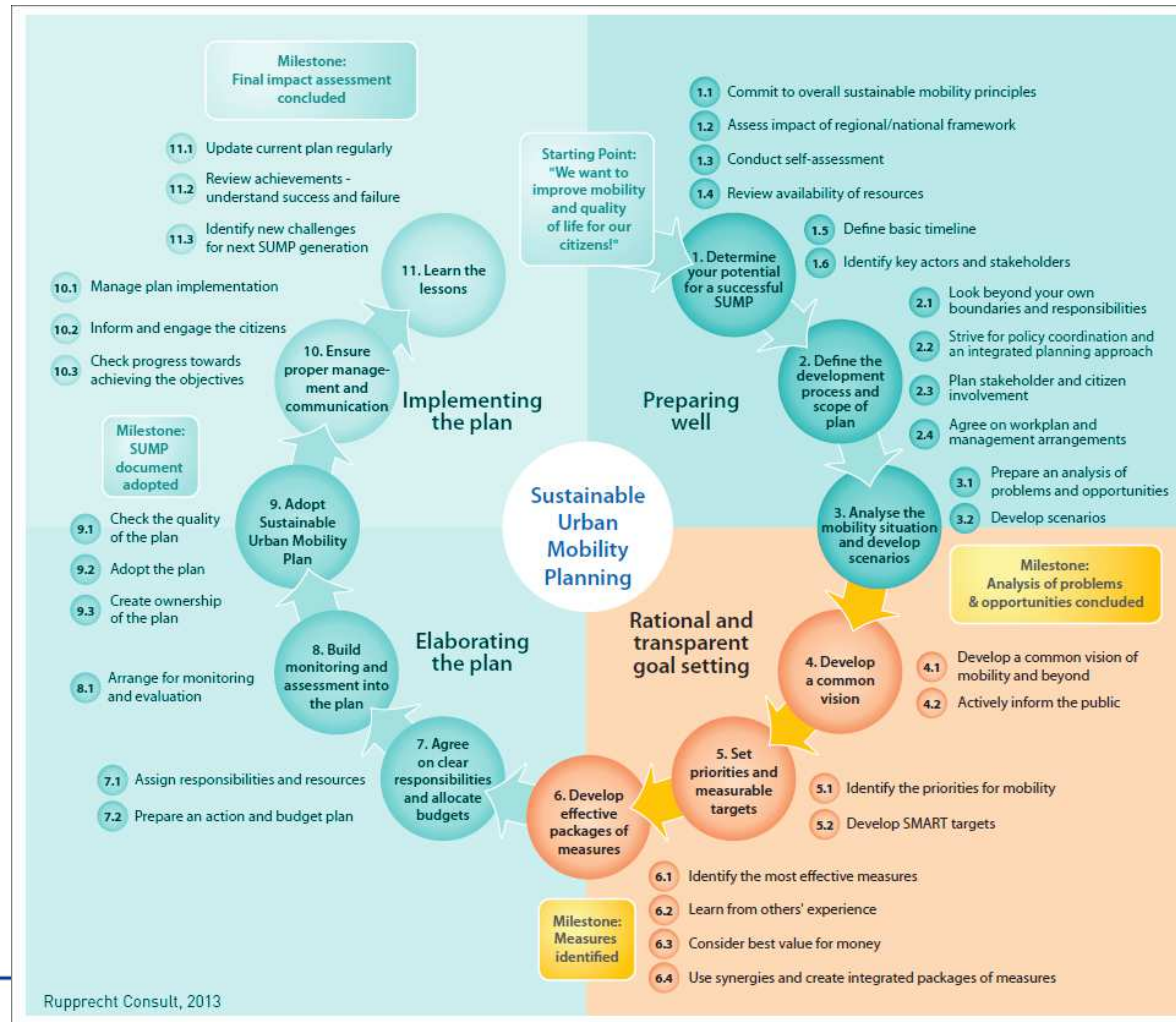 Milestone:
Final impact assessment
concluded
11.1 Update current plan regularly
11.2 Review achievements -
understand success and failure
11.3 Identify new challenges
for next SUMP generation
10.1 Manage plan implementation
10.2 Inform and engage the citizens
10.3 Check progress towards
achieving the objectives
Milestone:
SUMP
document
adopted
9.1 Check the quality
of the plan
9.2 Adopt the plan
9.3 Create ownership
of the plan
8.1 Arrange for monitoring
and evaluation
7.1 Assign responsibilities and resources
7.2 Prepare an action and budget plan
Starting Point:
"We want to
improve mobility
and quality
of life for our
citizens!"
1.1 Commit to overall sustainable mobility principles
1.2 Assess impact of regional/national framework
1.3 Conduct self-assessment
1.4 Review availability of resources
1.5 Define basic timeline
1.6 Identify key actors and stakeholders
1. Determine
your potential
for a successful
SUMP
2.1 Look beyond your own
boundaries and responsibilities
2.2 Strive for policy coordination and
an integrated planning approach
2.3 Plan stakeholder and citizen
involvement
2.4 Agree on workplan and
management arrangements
2. Define the
development
process and
scope of
plan
3.1 Prepare an analysis of
problems and opportunities
3.2 Develop scenarios
3. Analyse the
mobility situation
and develop
scenarios
Milestone:
Analysis of problems
& opportunities concluded
4. Develop
a common
vision
4.1 Develop a common vision of
mobility and beyond
4.2 Actively inform the public
5. Set
priorities and
measurable
targets
5.1 Identify the priorities for mobility
5.2 Develop SMART targets
6. Develop
effective
packages of
measures
6.1 Identify the most effective measures
6.2 Learn from others' experience
6.3 Consider best value for money
6.4 Use synergies and create integrated packages of measures
Milestone:
Measures
identified
7. Agree
on clear
responsibilities
and allocate
budgets
8. Build
monitoring and
assessment into
the plan
9. Adopt
Sustainable
Urban Mobility
Plan
10. Ensure
proper manage-
ment and
communication
11. Learn the
lessons
Implementing
the plan
Preparing
well
Sustainable
Urban
Mobility
Planning
Elaborating
the plan
Rational and
transparent
goal setting
Rupprecht Consult, 2013